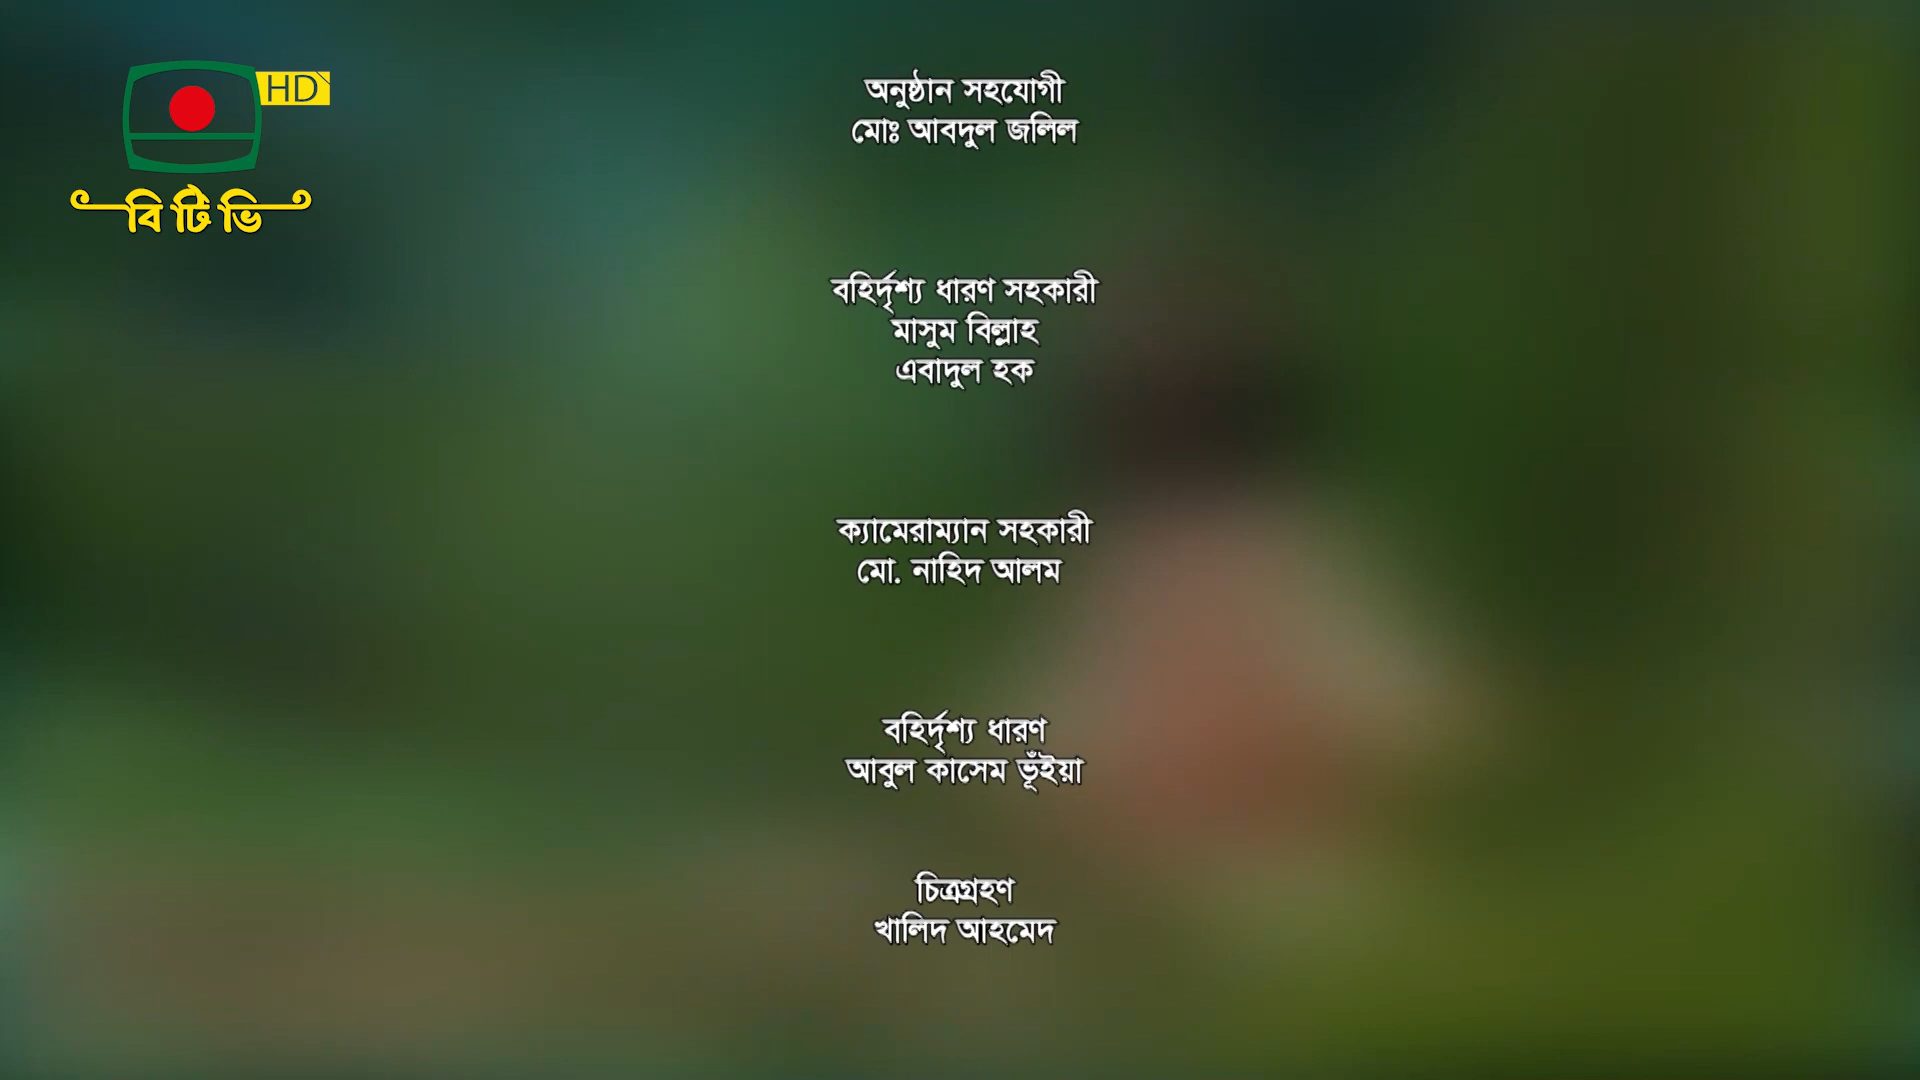 HD
বিটিভি
অনুষ্ঠান সহযোগী
মোঃ আবদুল জলিল
বহির্দৃশ্য ধারণ সহকারী
মাসুম বিল্লাহ
এবাদুল হক
ক্যামেরাম্যান সহকারী
মো. নাহিদ আলম
বহির্দৃশ্য ধারণ
আবুল কাসেম ভূঁইয়া
চিত্রগ্রহণ
খালিদ আহমেদ